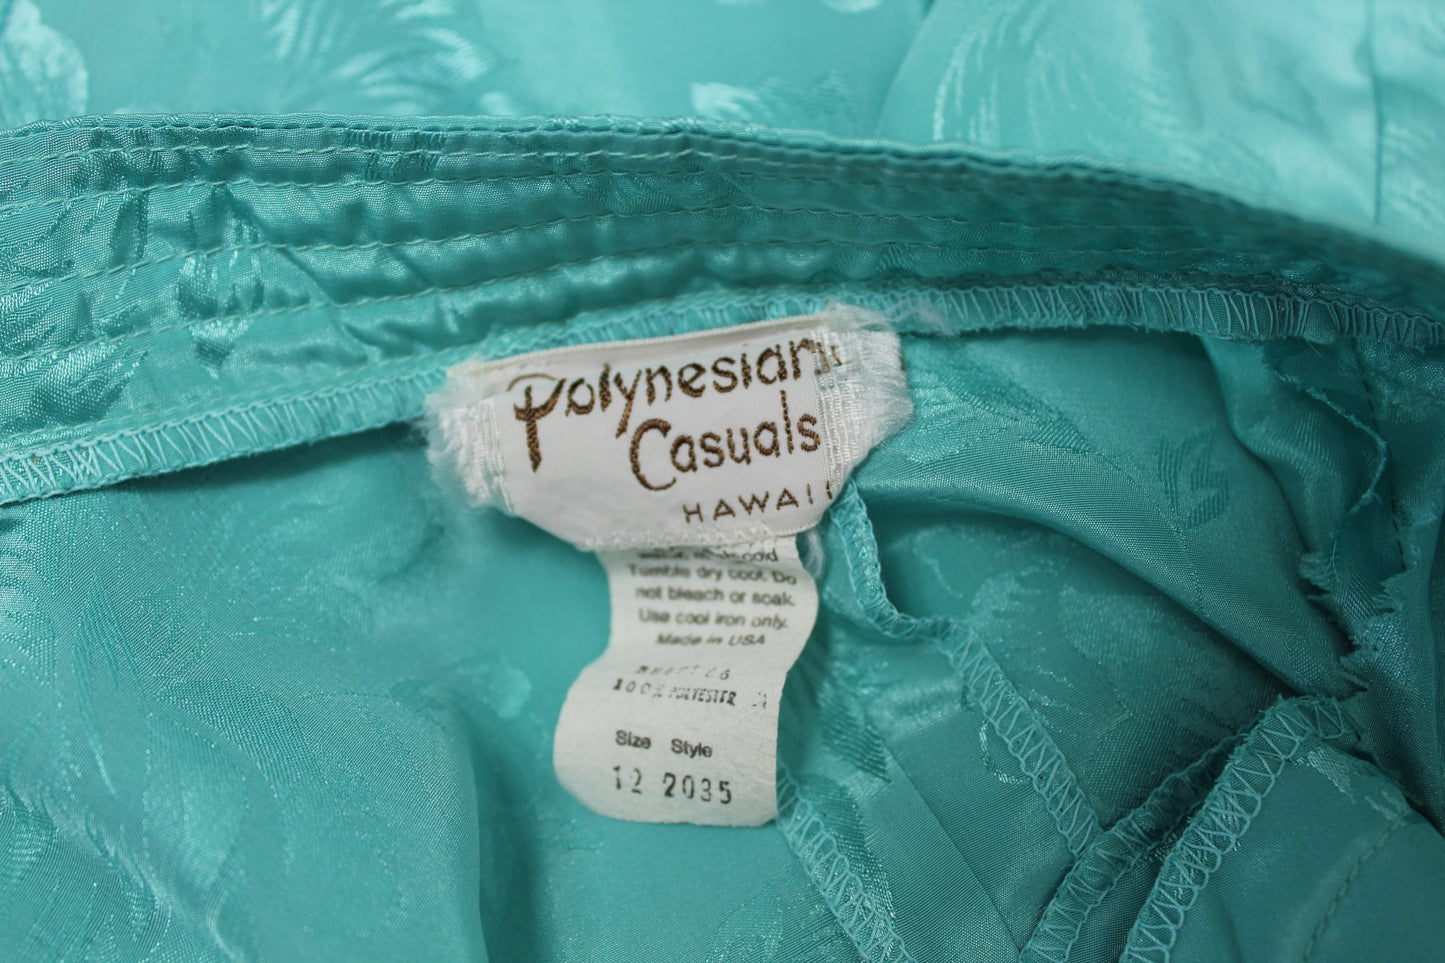 Polynesian
Casuals
HAWAII
cold
Tumble dry cool. Do
not bleach or soak.
Use cool iron only.
Made in USA
100% POLYESTER
Size Style
12 2035